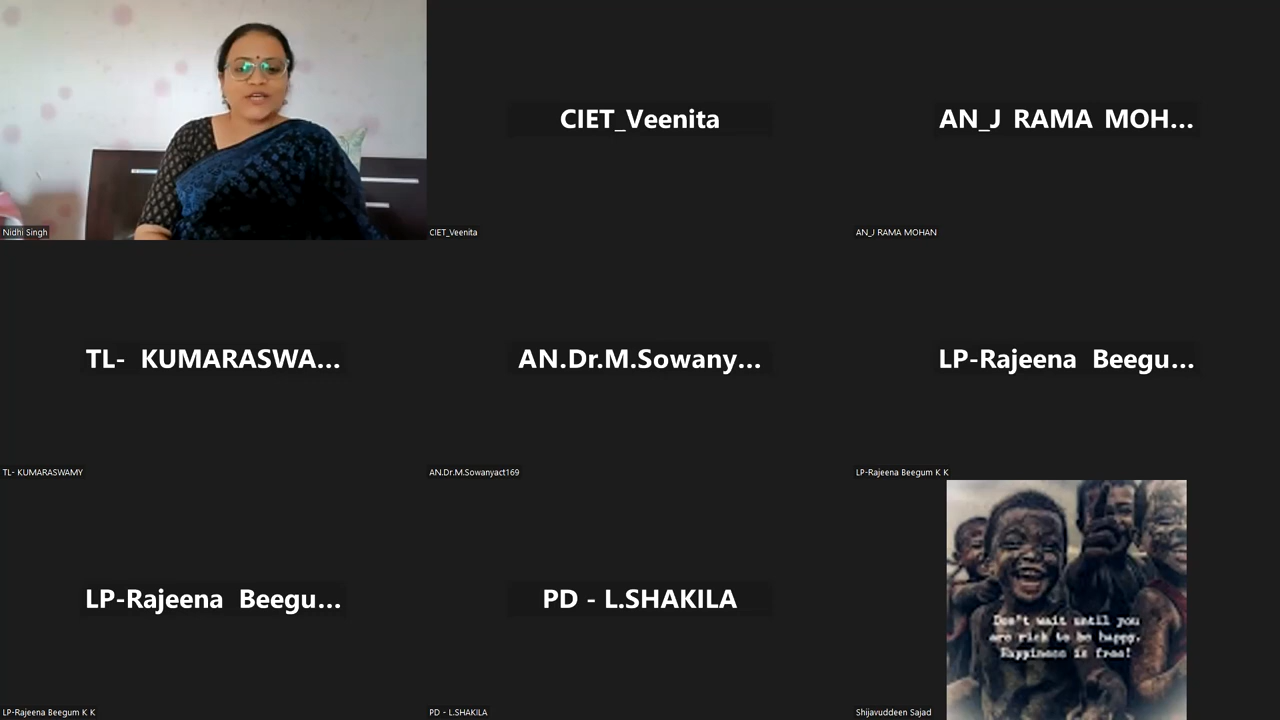 Nidhi Singh
CIET_Veenita
CIET_Veenita
AN_J RAMA MOH...
AN_J RAMA MOHAN
TL- KUMARASWA...
TL- KUMARASWAMY
AN.Dr.M.Sowany...
AN.Dr.M.Sowanyact169
LP-Rajeena Beegu...
LP-Rajeena Beegum K K
LP-Rajeena Beegu...
LP-Rajeena Beegum K K
PD - L.SHAKILA
PD - L.SHAKILA
Don't wait until you
are rich to be happy.
Happiness is free!
Shijavuddeen Sajad